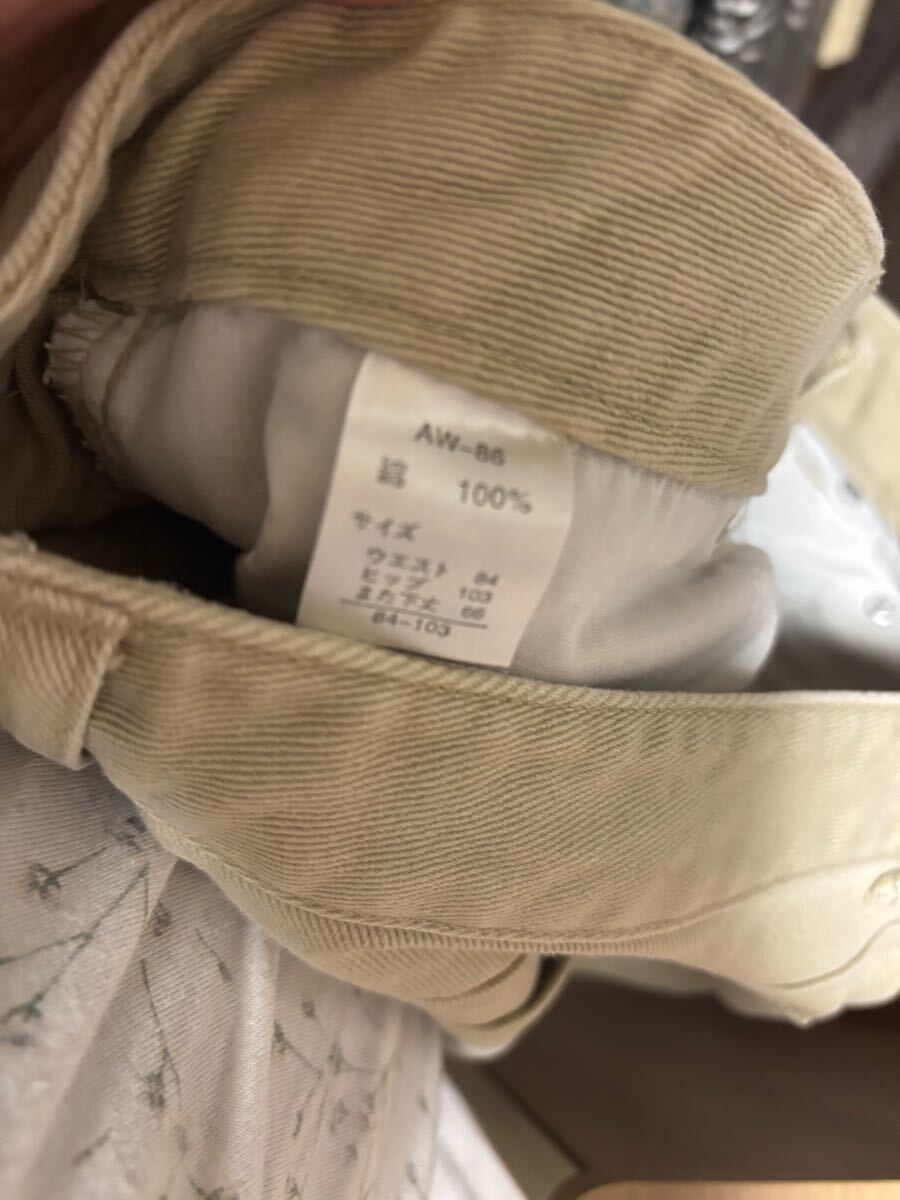 AW-86
綿 100%
サイズ
ウエスト 84
ヒップ 103
また下丈 66
84-103